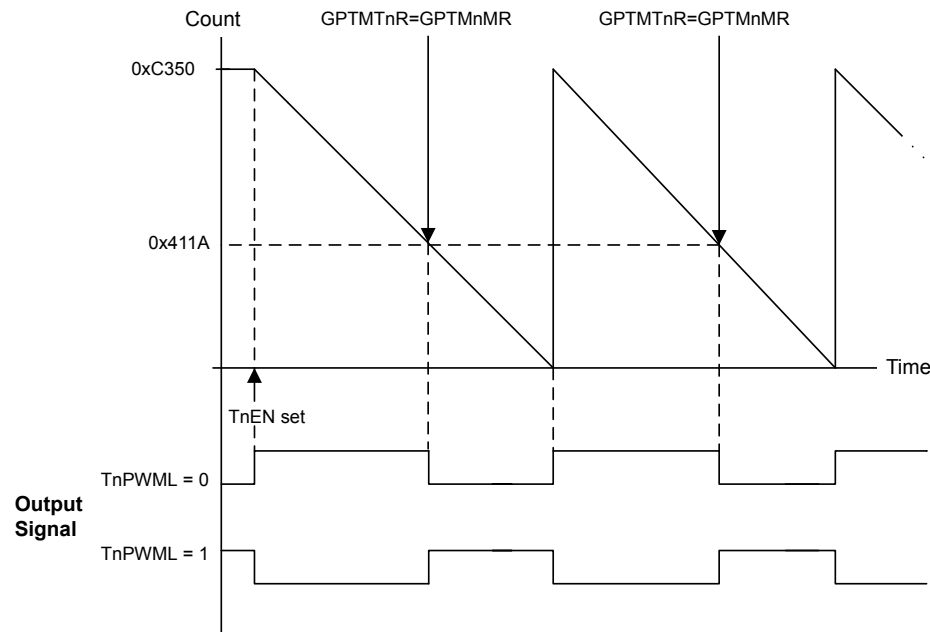 Count
GPTMTnR=GPTMnMR
GPTMTnR=GPTMnMR
0xC350
0x411A
Time
TnEN set
TnPWML = 0
Output
Signal
TnPWML = 1